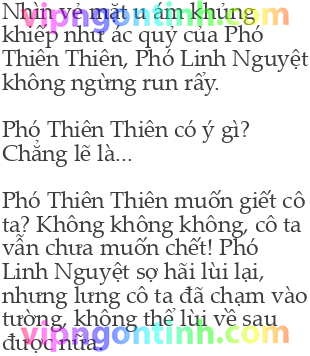 Nhìn vẻ mặt u ám khủng
khiếp như ác quỷ của Phó
Thiên Thiên, Phó Linh Nguyệt
không ngừng run rẩy.

Phó Thiên Thiên có ý gì?
Chẳng lẽ là...

Phó Thiên Thiên muốn giết cô
ta? Không không không, cô ta
vẫn chưa muốn chết! Phó
Linh Nguyệt sợ hãi lùi lại,
nhưng lưng cô ta đã chạm vào
tường, không thể lùi về sau
được nữa.
vipngontinh.com
vipngontinh.com